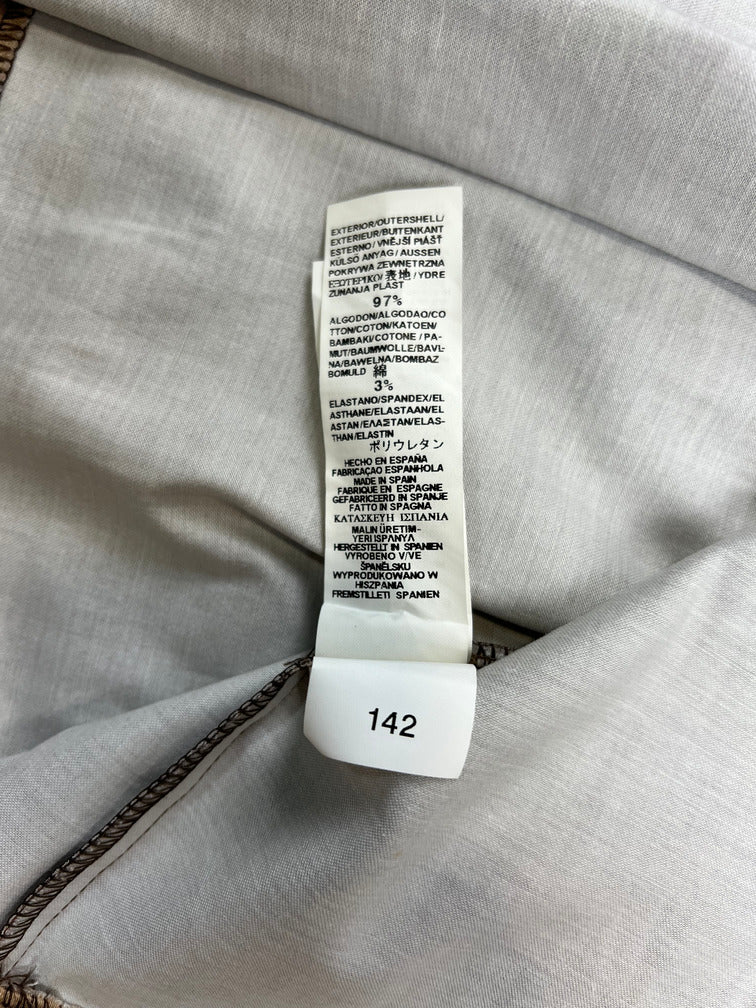 EXTERIOR/OUTERSHELL/
EXTERIEUR/BUITENKANT
ESTERNO/VNĚJŠÍ PLÁŠŤ
KÜLSÖ ANYAG/AUSSEN
POKRYWA ZEWNĘTRZNA
ΕΞΩΤΕΡΙΚΟ/表地/YDRE
ZUNANJA PLAST
97%
ALGODON/ALGODAO/CO
TTON/COTON/KATOEN/
BAMBAKI/COTONE/PA-
MUT/BAUMWOLLE/BAVL-
NA/BAWELNA/BOMBAZ
BOMULD 綿
3%
ELASTANO/SPANDEX/EL
ASTHANE/ELASTAAN/EL
ASTAN/ΕΛΑΣΤΑΝ/ELAS-
THAN/ELASTIN
ポリウレタン
HECHO EN ESPAÑA
FABRICAÇAO ESPANHOLA
MADE IN SPAIN
FABRIQUE EN ESPAGNE
GEFABRICEERD IN SPANJE
FATTO IN SPAGNA
ΚΑΤΑΣΚΕΥΗ ΙΣΠΑΝΙΑ
MALIN ÜRETIM-
YERI ISPANYA
HERGESTELLT IN SPANIEN
VYROBENO V/VE
ŠPANĚLSKU
WYPRODUKOWANO W
HISZPANIA
FREMSTILLETI SPANIEN
142